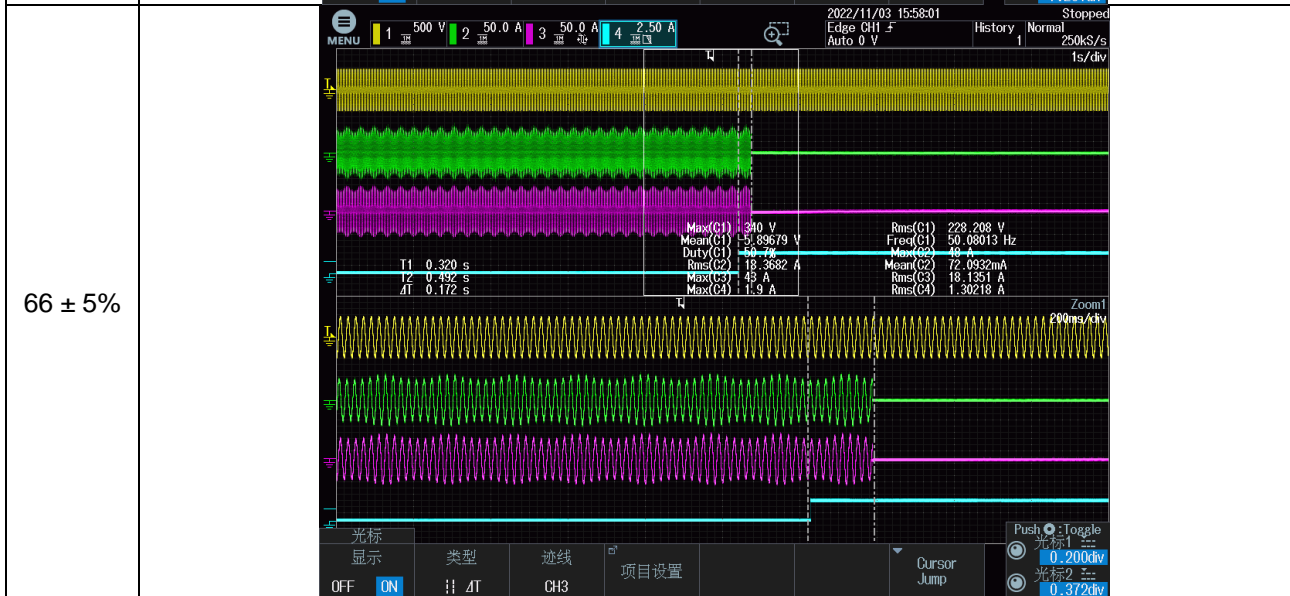 66 ± 5%
MENU
1 500 V 2 50.0 A 3 50.0 A 4 2.50 A
2022/11/03 15:58:01
Edge CH1
Auto 0 V
Stopped
History 1
Normal
250kS/s
1s/div
T1 0.320 s
T2 0.492 s
⊿T 0.172 s
Max(C1) 340 V
Mean(C1) -5.89679 V
Duty(C1) 50.7%
Rms(C2) 18.3682 A
Max(C3) 48 A
Max(C4) 1.9 A
Rms(C1) 228.208 V
Freq(C1) 50.08013 Hz
Max(C2) 48 A
Mean(C2) 72.0932mA
Rms(C3) 18.1351 A
Rms(C4) 1.30218 A
Zoom1
200ms/div
光标
显示
OFF ON
类型
⊿T
迹线
CH3
项目设置
Cursor
Jump
Push :Toggle
光标1
0.200div
光标2
0.372div